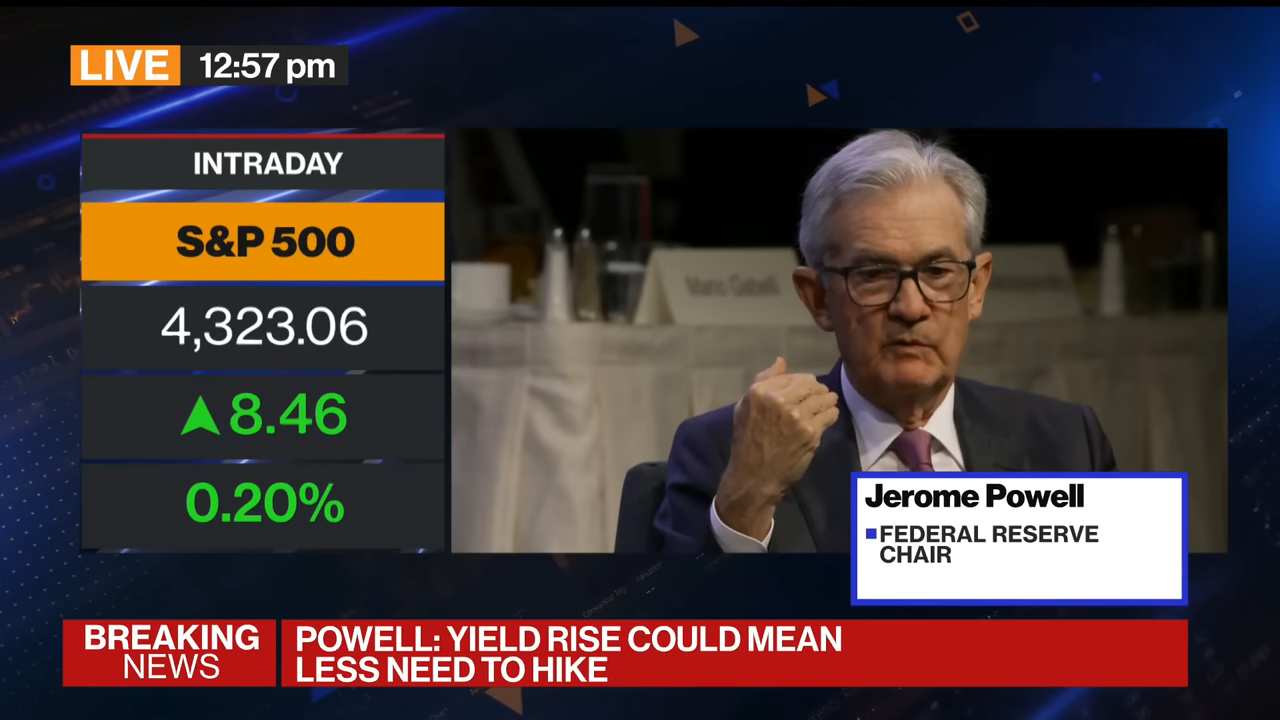 LIVE 12:57 pm
INTRADAY
S&P 500
4,323.06
▲8.46
0.20%
Jerome Powell
FEDERAL RESERVE
CHAIR
BREAKING
NEWS
POWELL: YIELD RISE COULD MEAN
LESS NEED TO HIKE